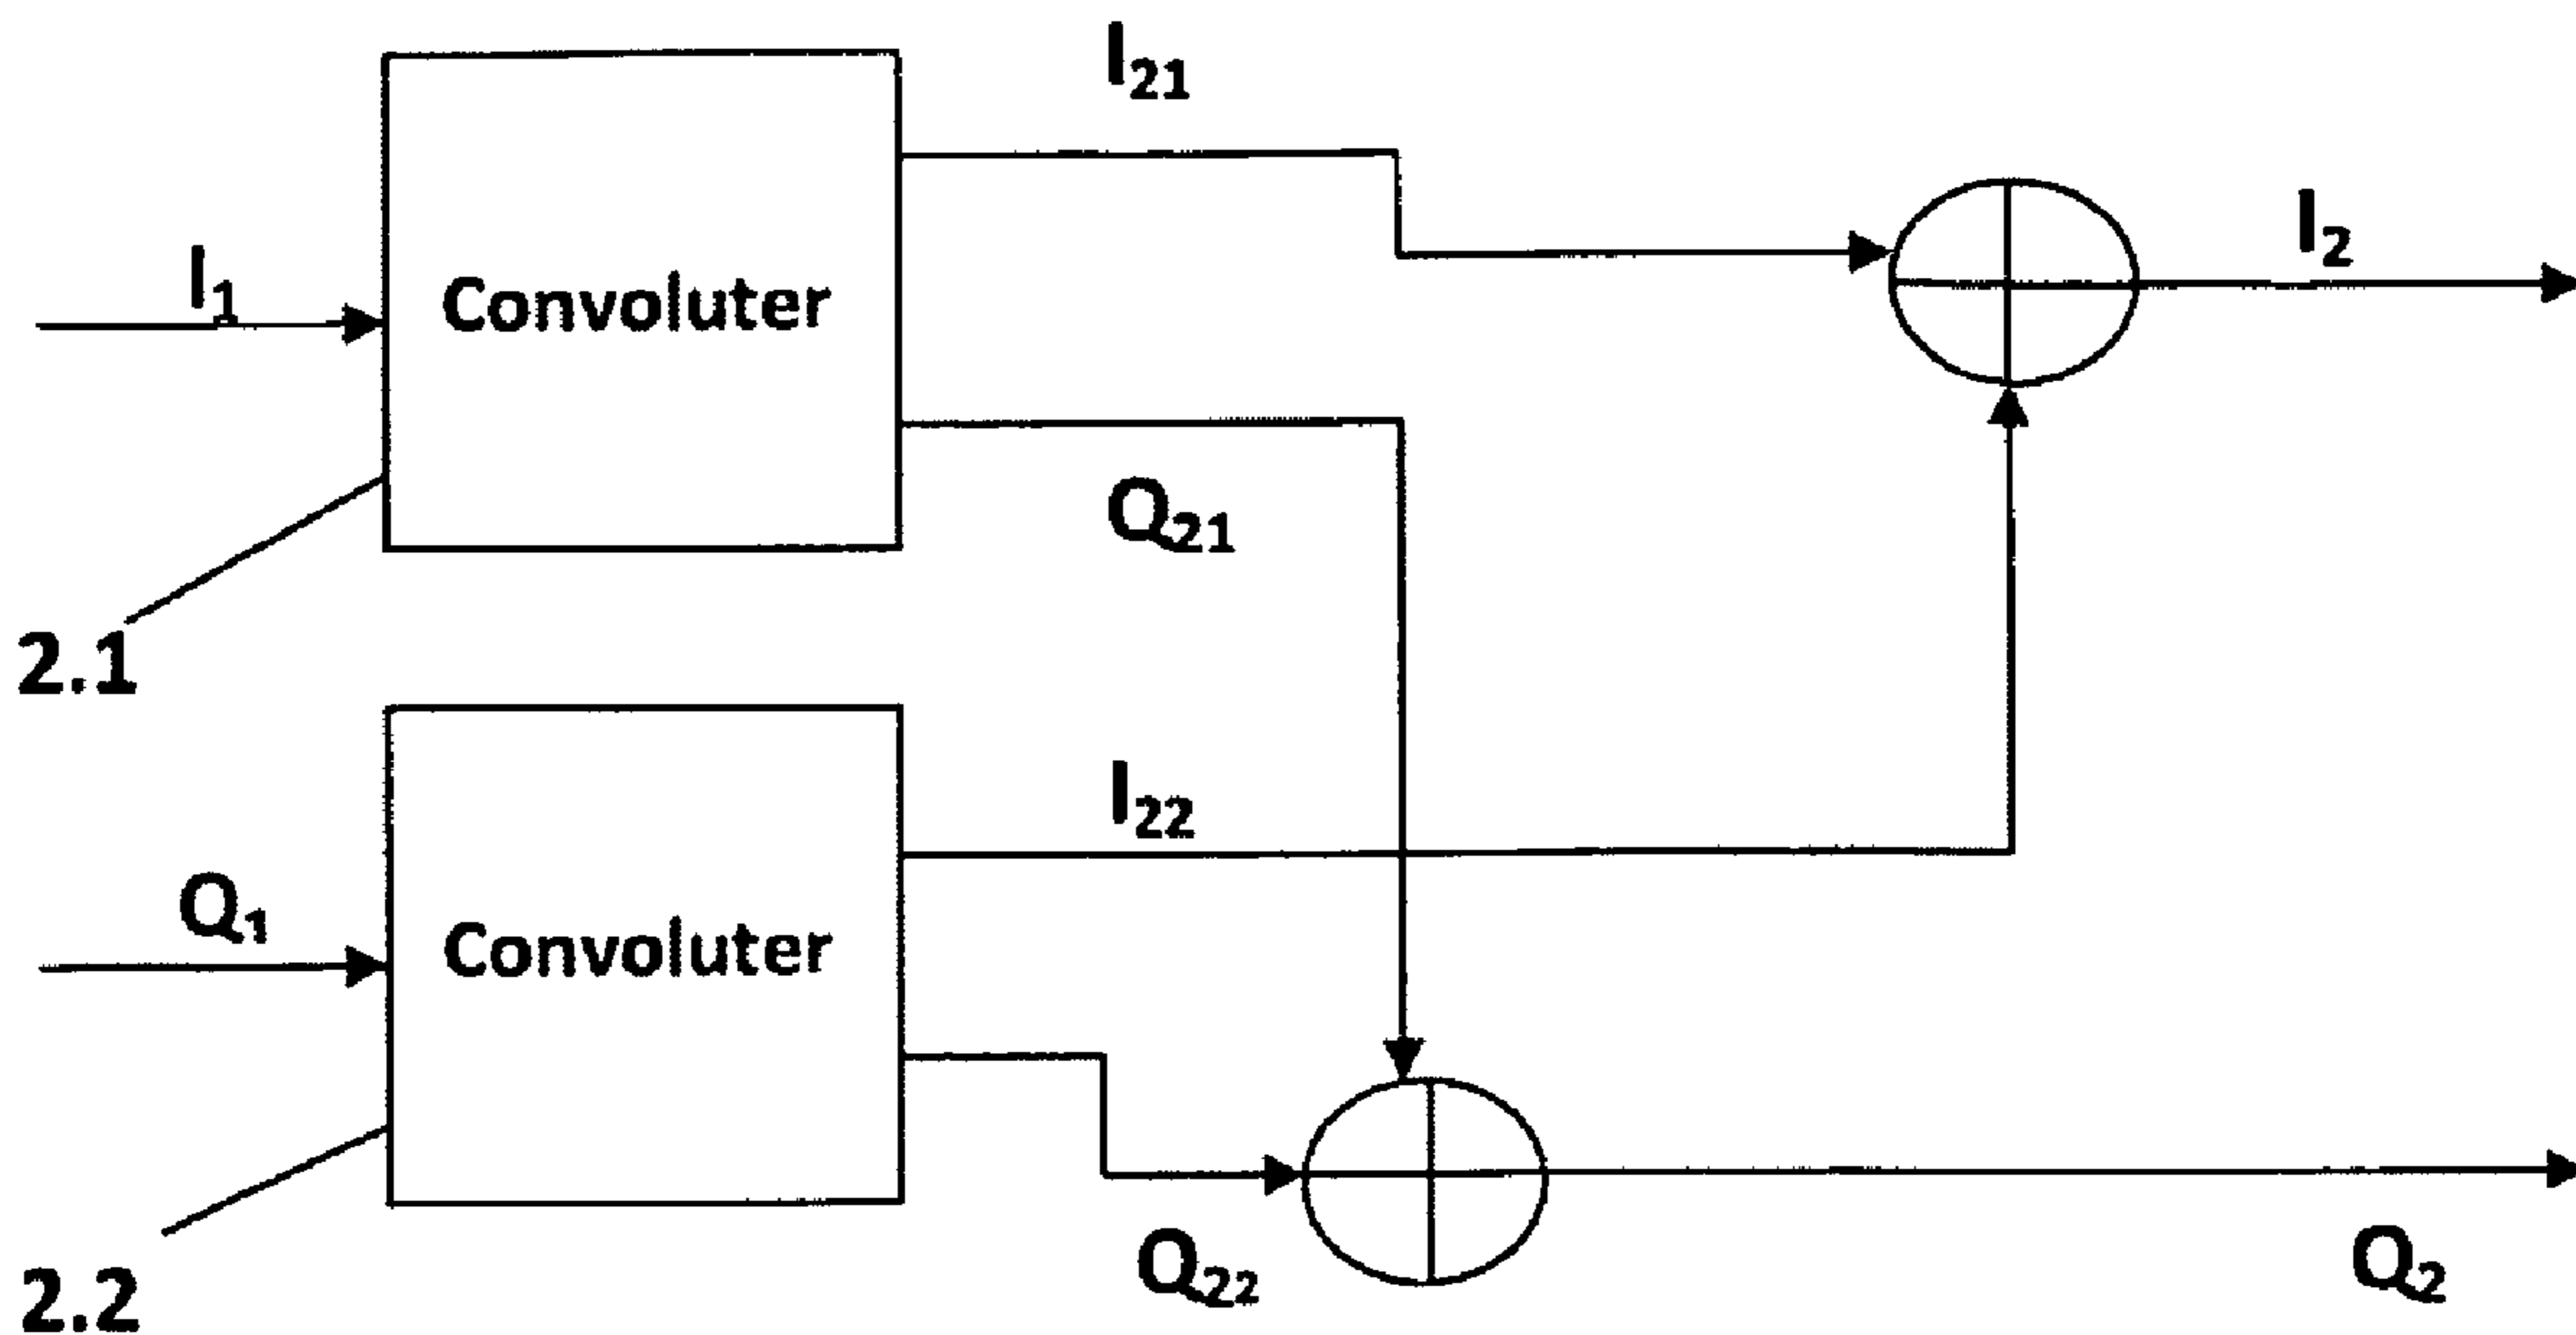 I₂₁
I₂
I₁
Convoluter
Q₂₁
2.1
I₂₂
Q₁
Convoluter
Q₂₂
Q₂
2.2